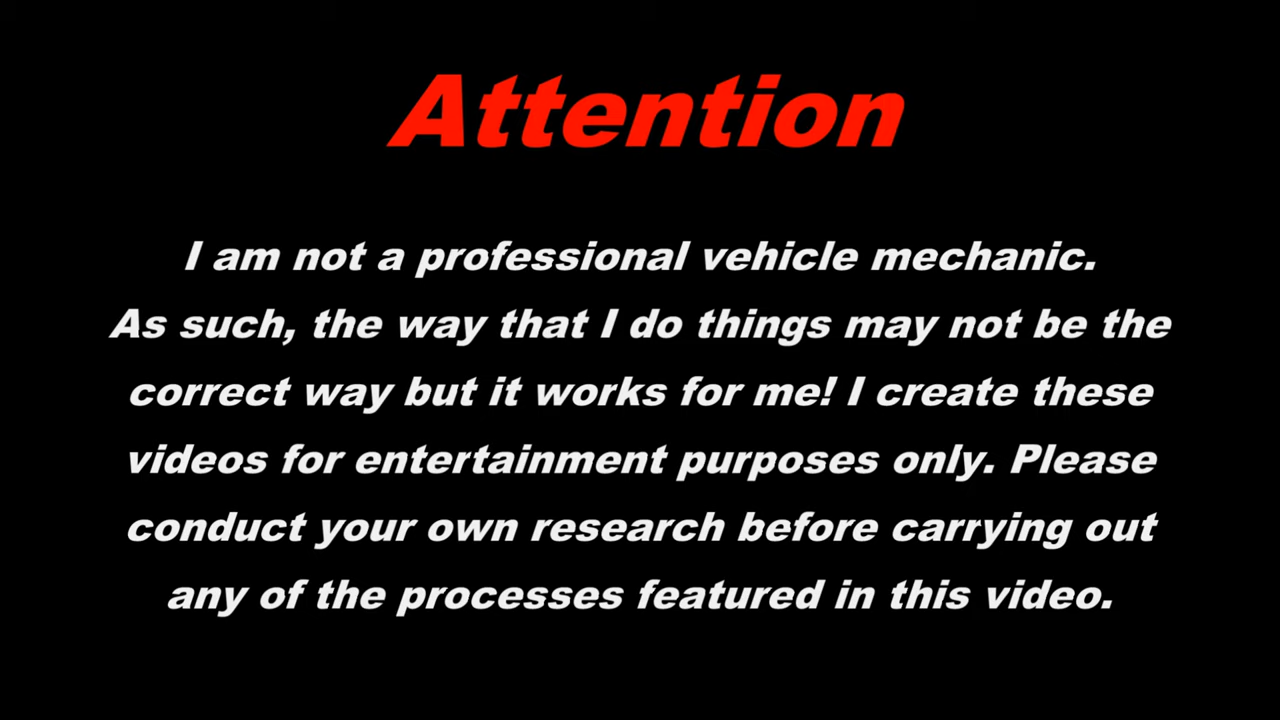 Attention
I am not a professional vehicle mechanic.
As such, the way that I do things may not be the
correct way but it works for me! I create these
videos for entertainment purposes only. Please
conduct your own research before carrying out
any of the processes featured in this video.